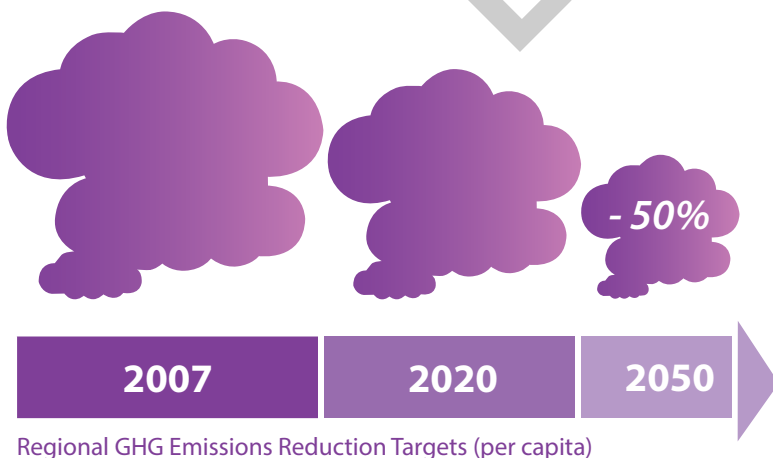 - 50%
2007 2020 2050
Regional GHG Emissions Reduction Targets (per capita)